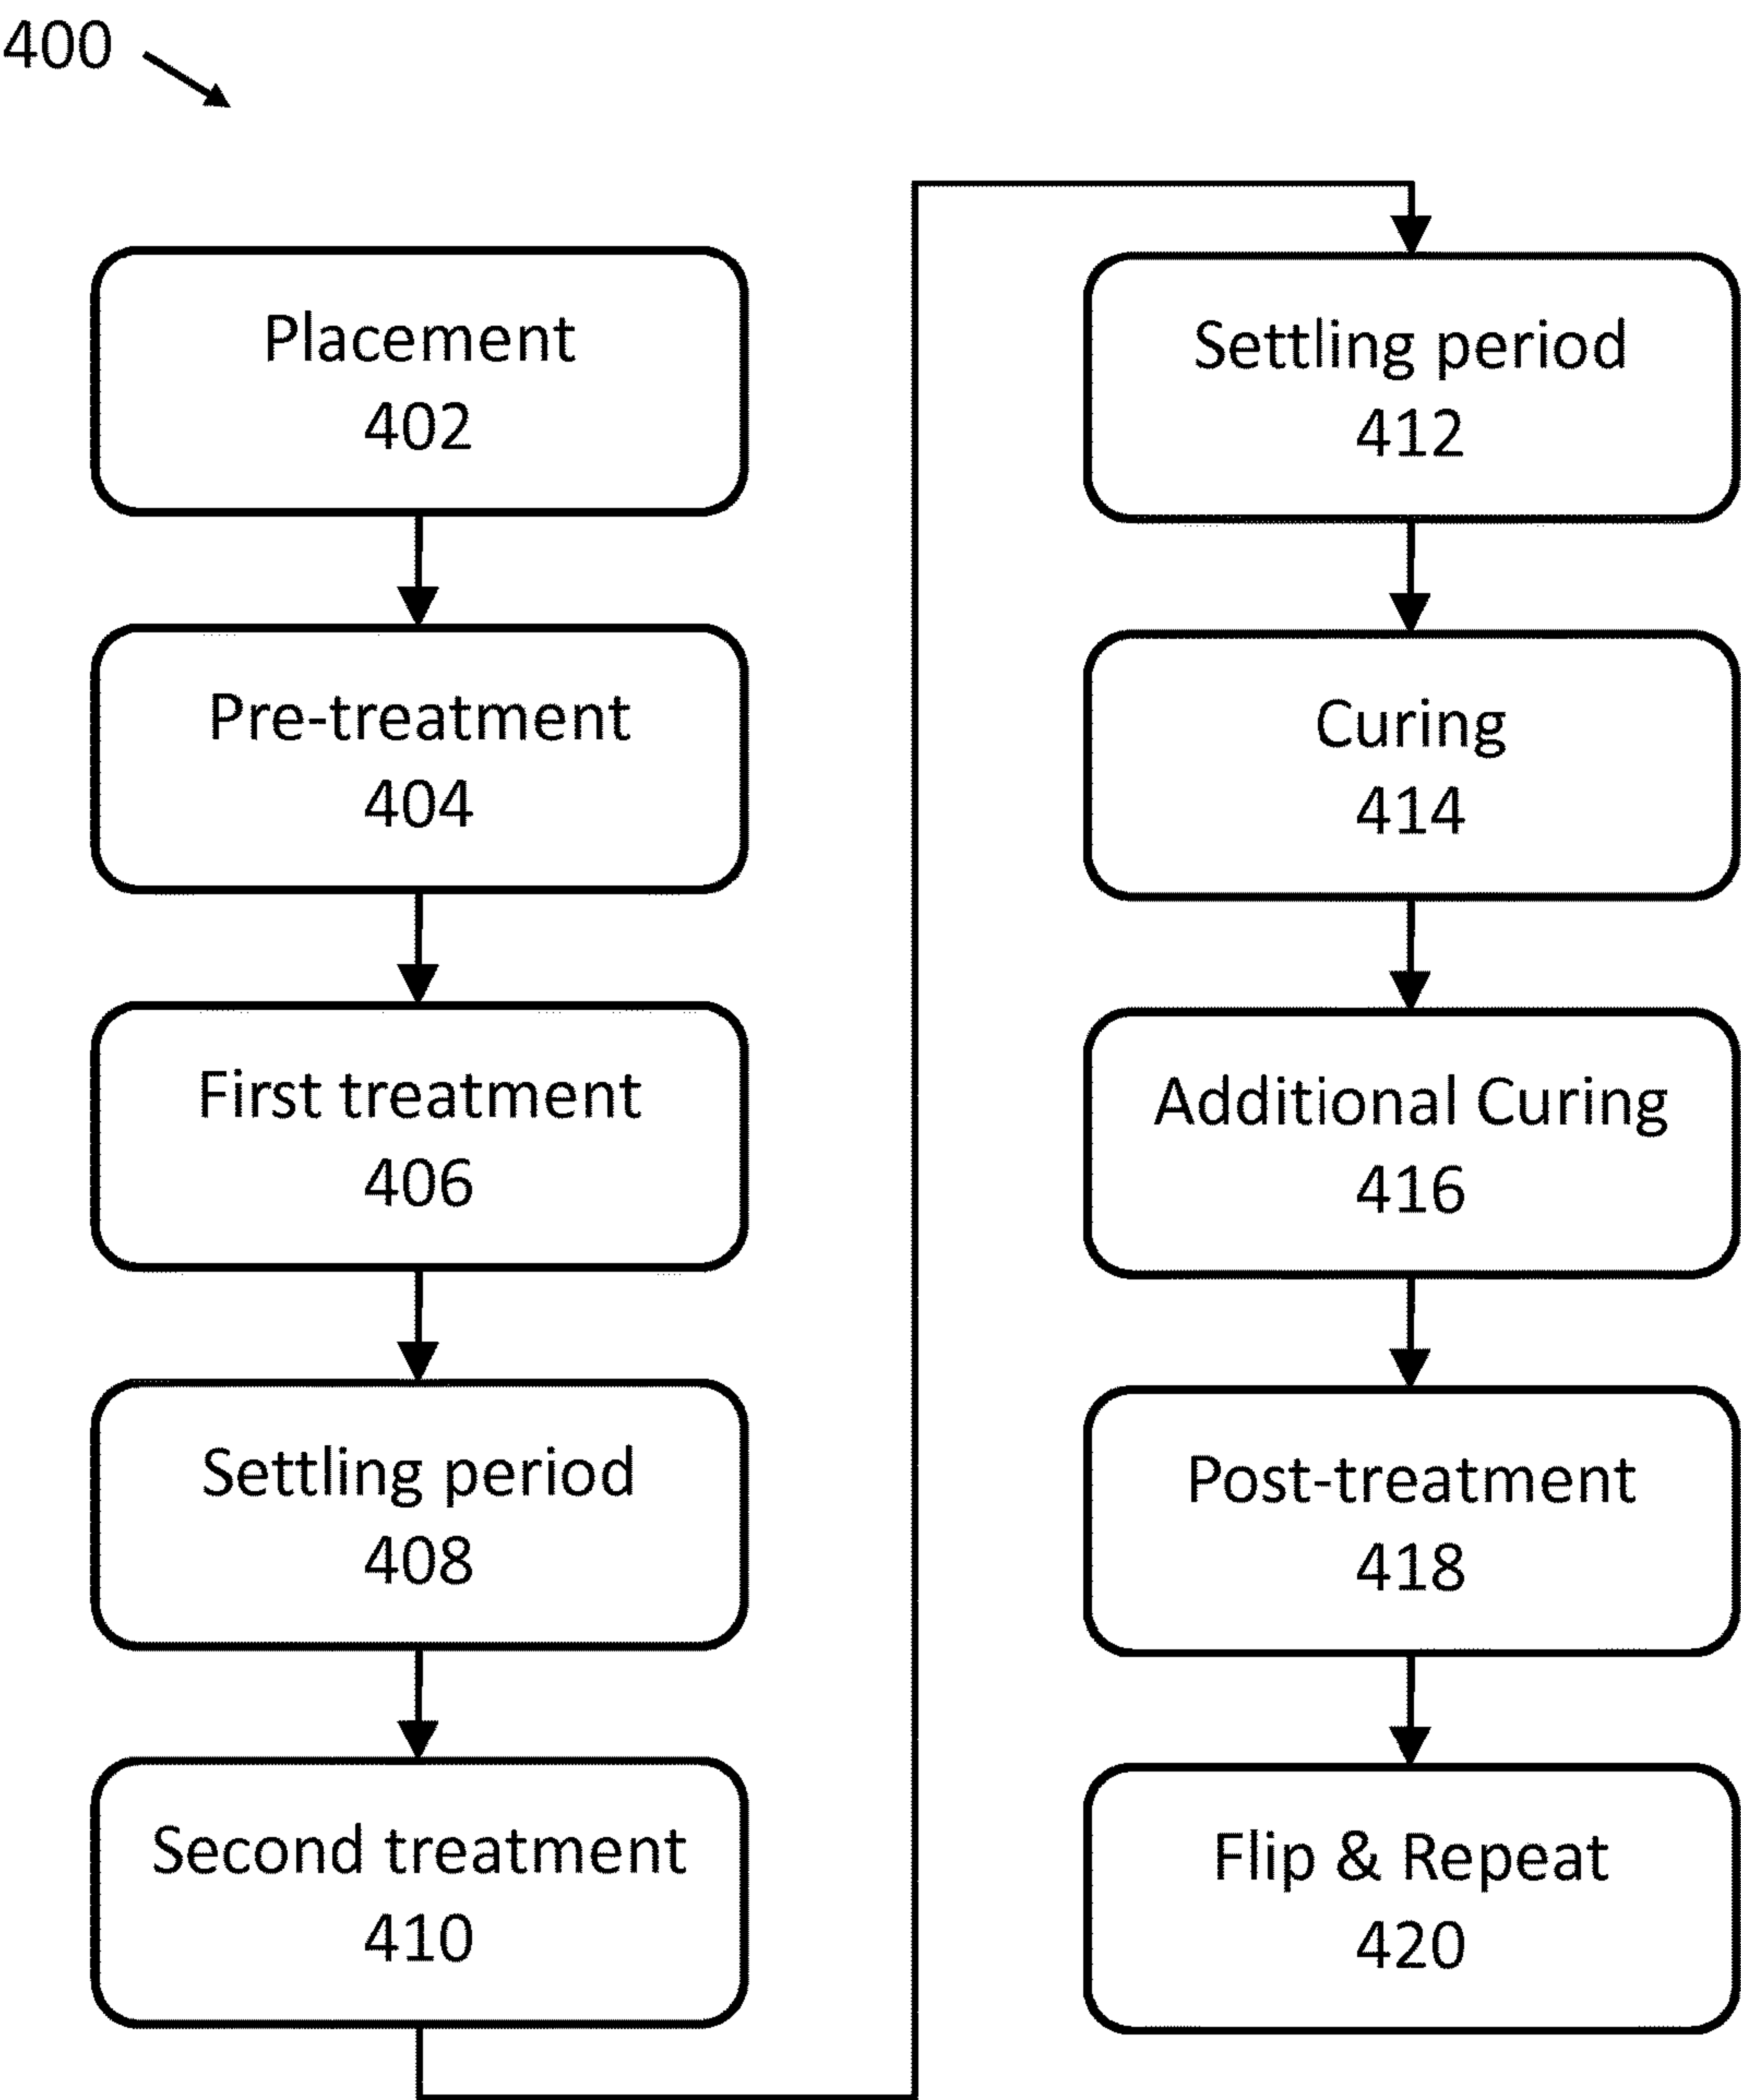 400
Placement
402
Pre-treatment
404
First treatment
406
Settling period
408
Second treatment
410
Settling period
412
Curing
414
Additional Curing
416
Post-treatment
418
Flip & Repeat
420